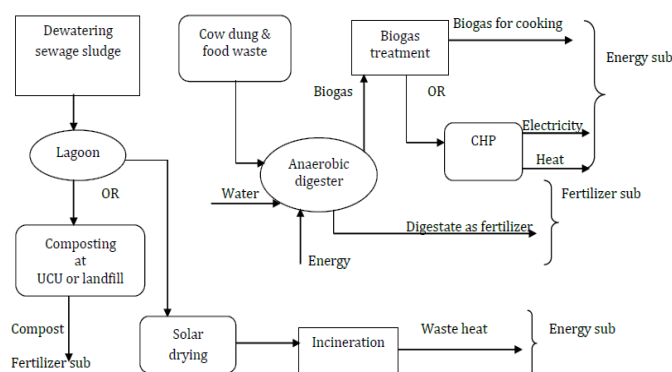 Dewatering
sewage sludge
Cow dung &
food waste
Biogas
treatment
Biogas for cooking
Energy sub
Biogas
OR
CHP
Electricity
Heat
Lagoon
OR
Anaerobic
digester
Water
Fertilizer sub
Digestate as fertilizer
Energy
Composting
at
UCU or landfill
Compost
Fertilizer sub
Solar
drying
Incineration
Waste heat
Energy sub